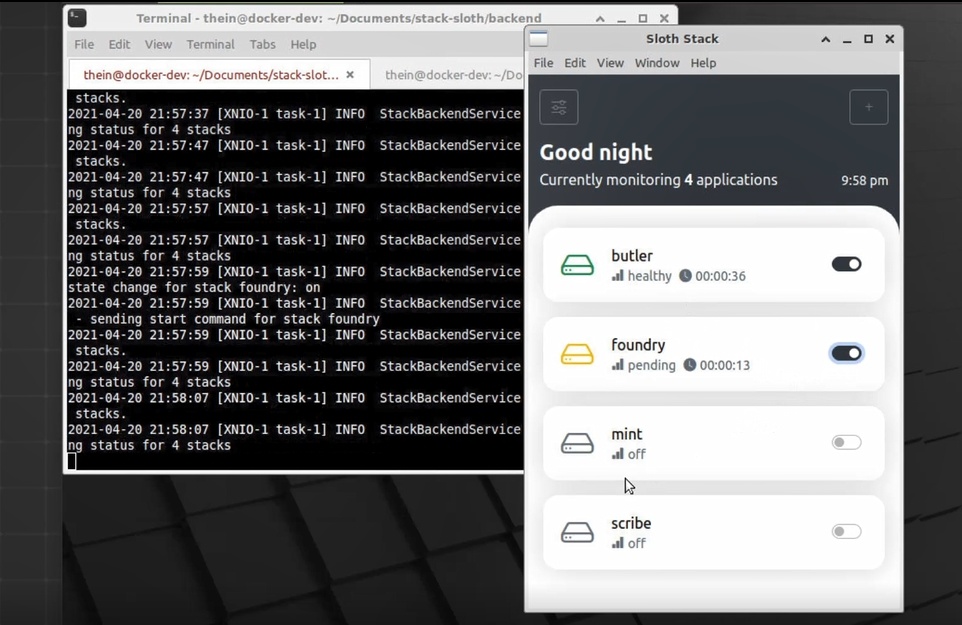 Terminal - thein@docker-dev: ~/Documents/stack-sloth/backend
File Edit View Terminal Tabs Help
thein@docker-dev: ~/Documents/stack-slot...
thein@docker-dev: ~/Do
stacks.
2021-04-20 21:57:37 [XNIO-1 task-1] INFO StackBackendService
ng status for 4 stacks
2021-04-20 21:57:47 [XNIO-1 task-1] INFO StackBackendService
stacks.
2021-04-20 21:57:47 [XNIO-1 task-1] INFO StackBackendService
ng status for 4 stacks
2021-04-20 21:57:57 [XNIO-1 task-1] INFO StackBackendService
stacks.
2021-04-20 21:57:57 [XNIO-1 task-1] INFO StackBackendService
ng status for 4 stacks
2021-04-20 21:57:59 [XNIO-1 task-1] INFO StackBackendService
state change for stack foundry: on
2021-04-20 21:57:59 [XNIO-1 task-1] INFO StackBackendService
- sending start command for stack foundry
2021-04-20 21:57:59 [XNIO-1 task-1] INFO StackBackendService
stacks.
2021-04-20 21:57:59 [XNIO-1 task-1] INFO StackBackendService
ng status for 4 stacks
2021-04-20 21:58:07 [XNIO-1 task-1] INFO StackBackendService
stacks.
2021-04-20 21:58:07 [XNIO-1 task-1] INFO StackBackendService
ng status for 4 stacks
Sloth Stack
File Edit View Window Help
Good night
Currently monitoring 4 applications 9:58 pm
butler
healthy 00:00:36
foundry
pending 00:00:13
mint
off
scribe
off